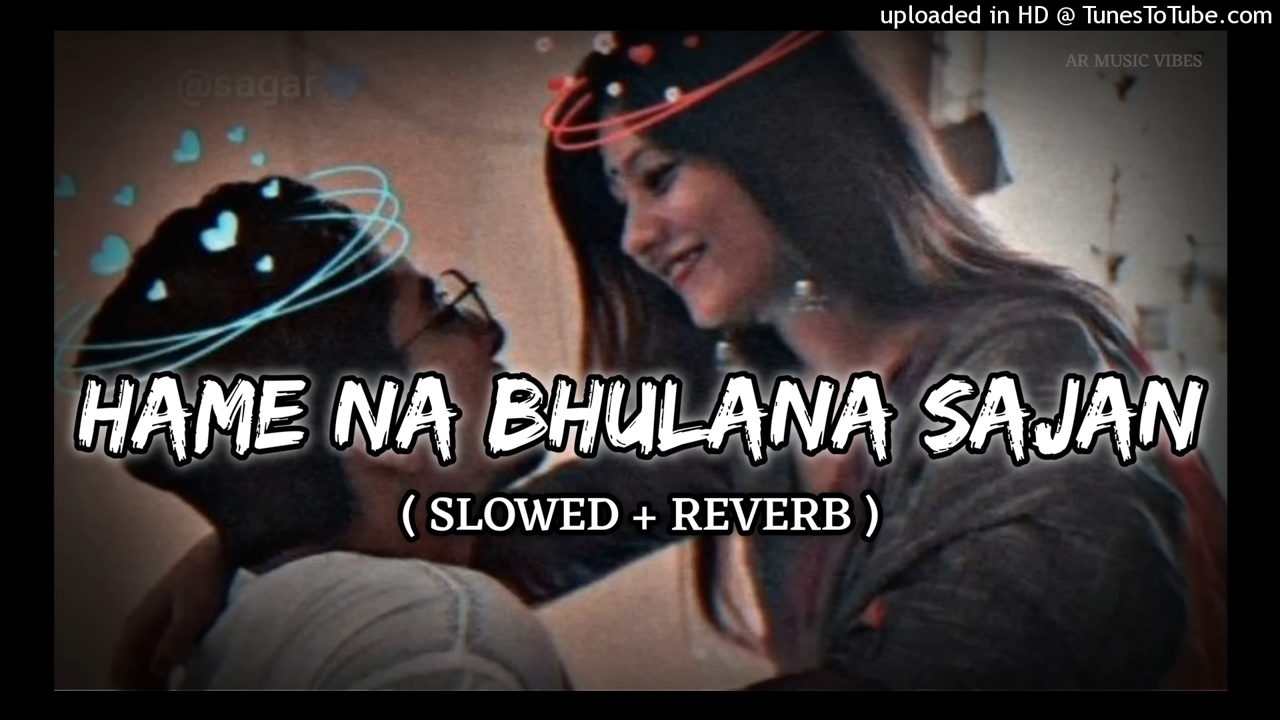 uploaded in HD @ TunesToTube.com
AR MUSIC VIBES
@sagar
HAME NA BHULANA SAJAN
( SLOWED + REVERB )